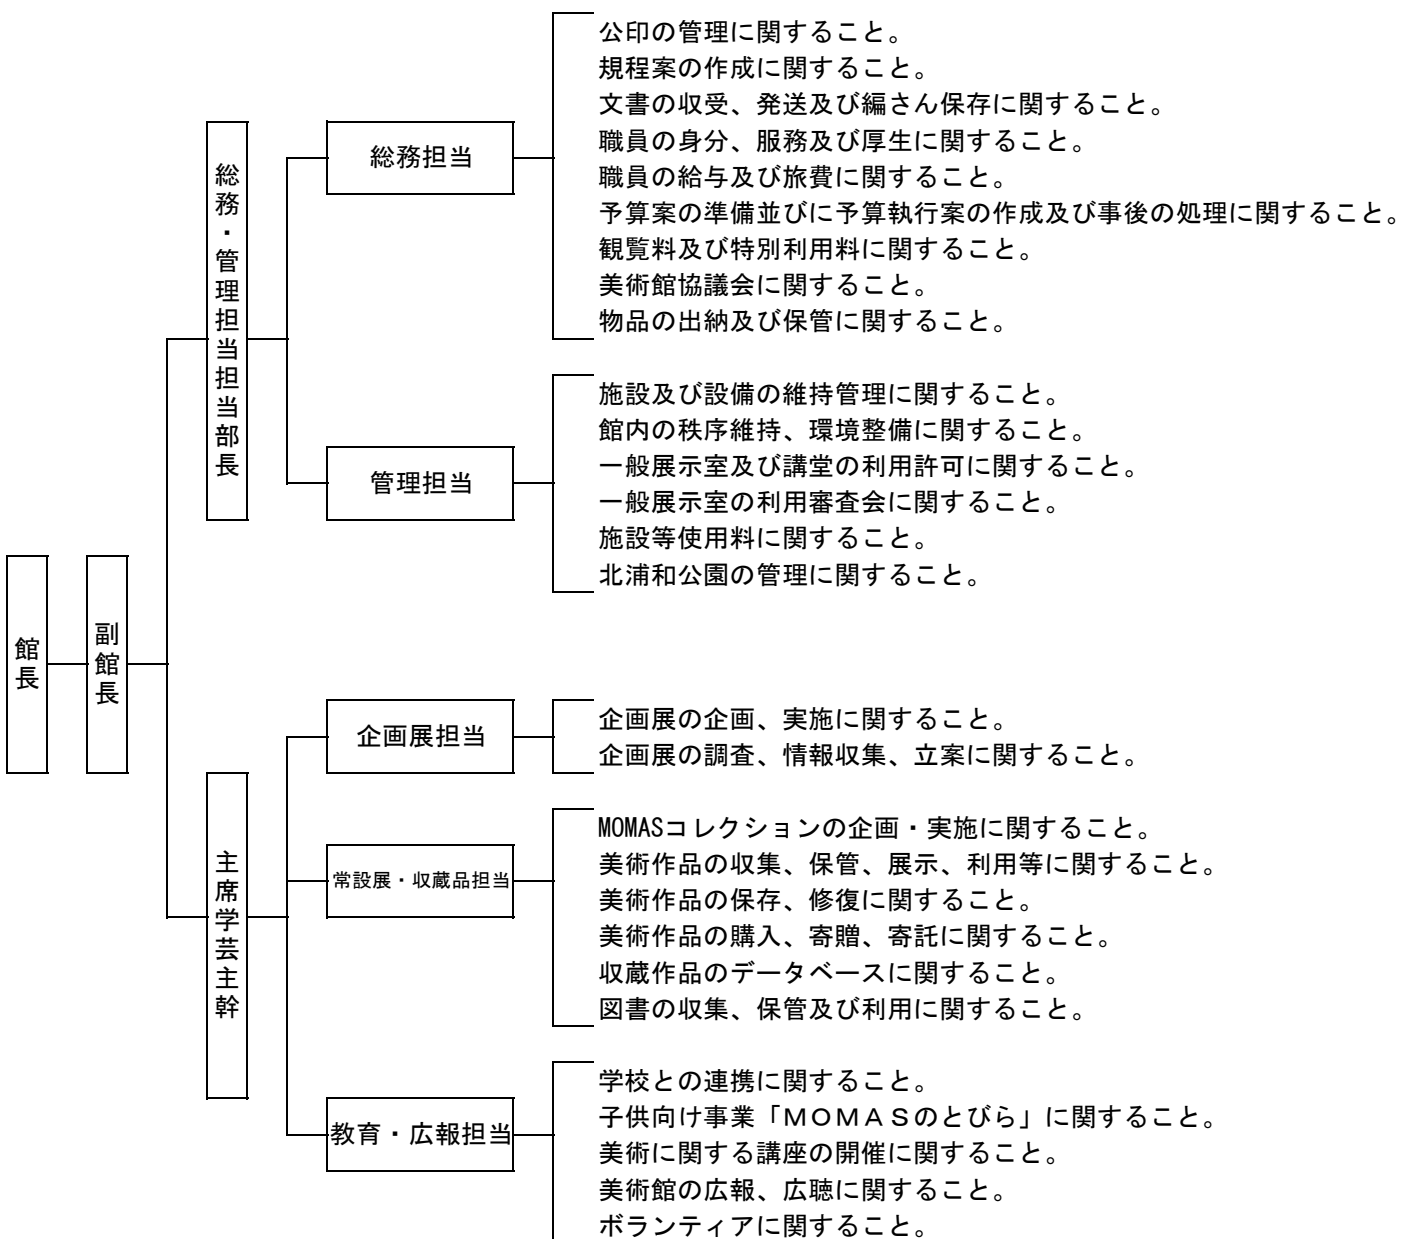 館長
副館長
総務・管理担当担当部長
総務担当
公印の管理に関すること。
規程案の作成に関すること。
文書の収受、発送及び編さん保存に関すること。
職員の身分、服務及び厚生に関すること。
職員の給与及び旅費に関すること。
予算案の準備並びに予算執行案の作成及び事後の処理に関すること。
観覧料及び特別利用料に関すること。
美術館協議会に関すること。
物品の出納及び保管に関すること。
管理担当
施設及び設備の維持管理に関すること。
館内の秩序維持、環境整備に関すること。
一般展示室及び講堂の利用許可に関すること。
一般展示室の利用審査会に関すること。
施設等使用料に関すること。
北浦和公園の管理に関すること。
主席学芸主幹
企画展担当
企画展の企画、実施に関すること。
企画展の調査、情報収集、立案に関すること。
常設展・収蔵品担当
MOMASコレクションの企画・実施に関すること。
美術作品の収集、保管、展示、利用等に関すること。
美術作品の保存、修復に関すること。
美術作品の購入、寄贈、寄託に関すること。
収蔵作品のデータベースに関すること。
図書の収集、保管及び利用に関すること。
教育・広報担当
学校との連携に関すること。
子供向け事業「ＭＯＭＡＳのとびら」に関すること。
美術に関する講座の開催に関すること。
美術館の広報、広聴に関すること。
ボランティアに関すること。